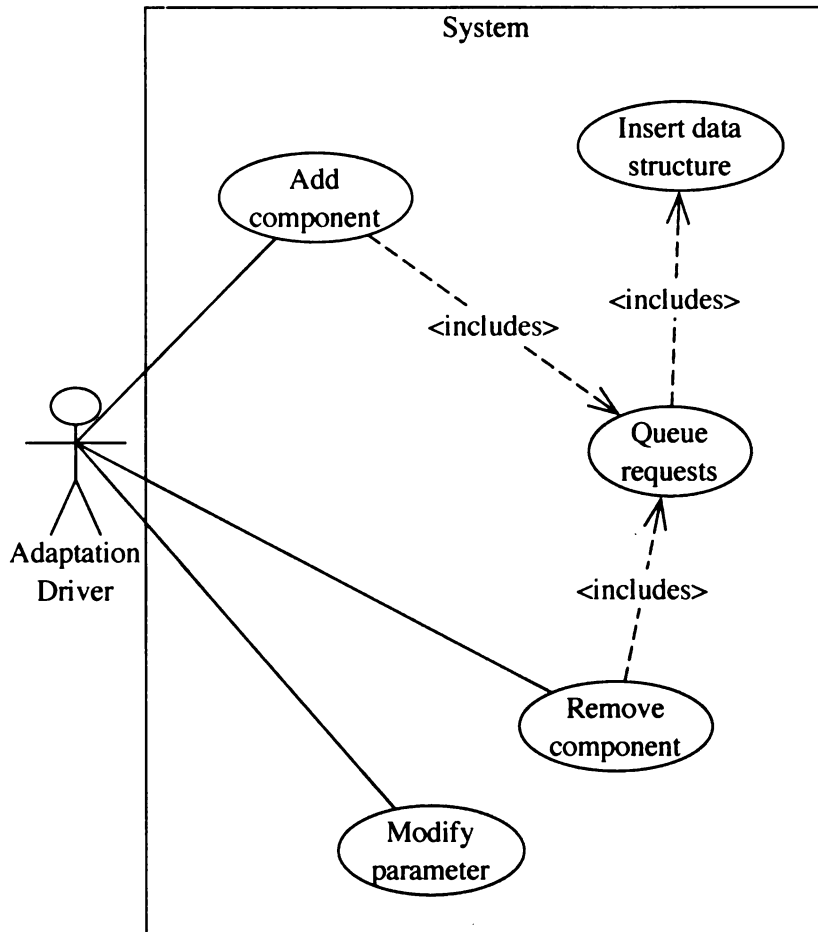 System
Insert data
structure
Add
component
<includes>
<includes>
Queue
requests
Adaptation
Driver
<includes>
Remove
component
Modify
parameter